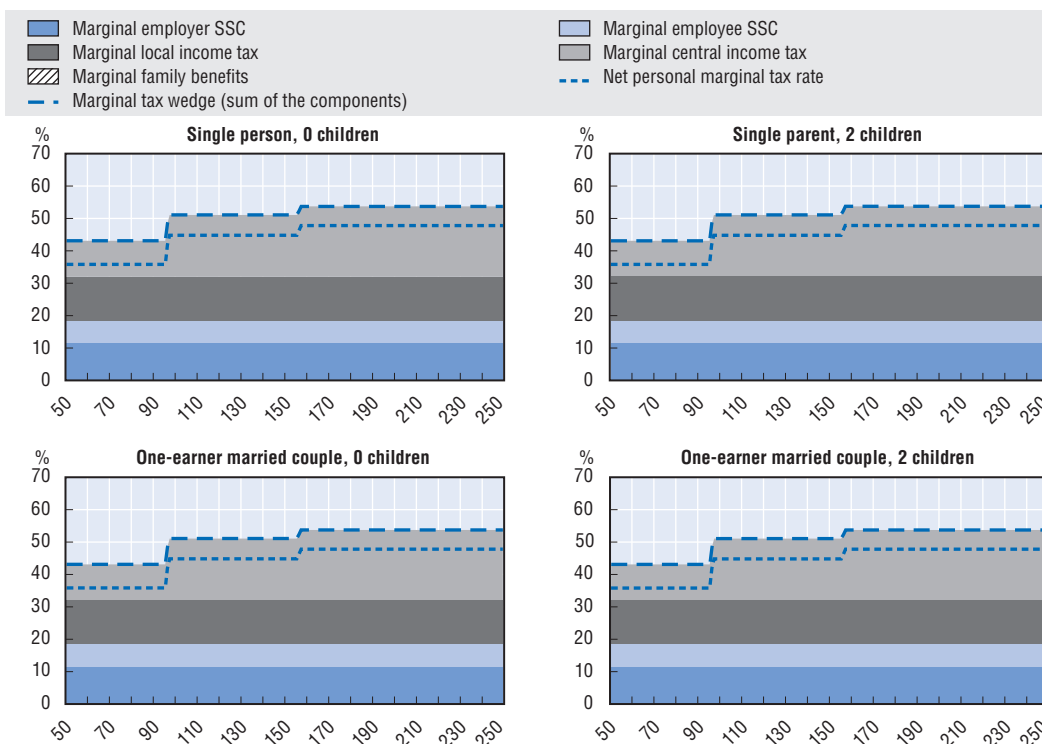 Marginal employer SSC
Marginal employee SSC
Marginal local income tax
Marginal central income tax
Marginal family benefits
Net personal marginal tax rate
Marginal tax wedge (sum of the components)
% Single person, 0 children
70
60
50
40
30
20
10
0
50 70 90 110 130 150 170 190 210 230 250
% Single parent, 2 children
70
60
50
40
30
20
10
0
50 70 90 110 130 150 170 190 210 230 250
% One-earner married couple, 0 children
70
60
50
40
30
20
10
0
50 70 90 110 130 150 170 190 210 230 250
% One-earner married couple, 2 children
70
60
50
40
30
20
10
0
50 70 90 110 130 150 170 190 210 230 250